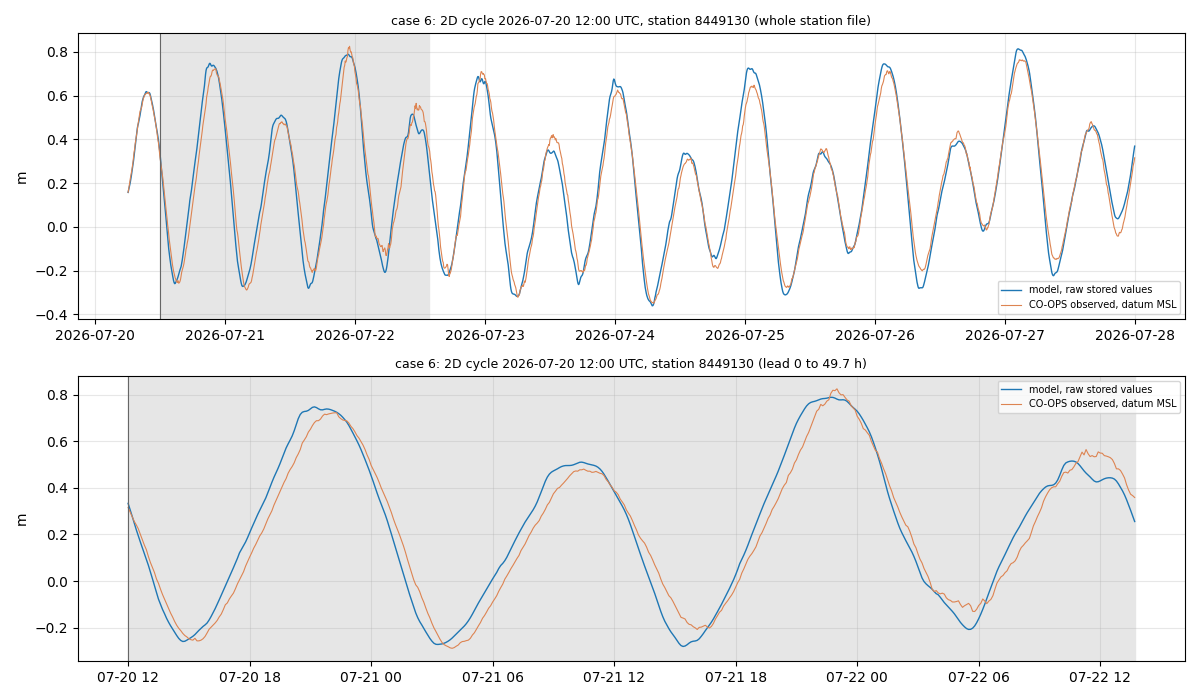 case 6: 2D cycle 2026-07-20 12:00 UTC, station 8449130 (whole station file)
0.8
0.6
0.4
0.2
0.0
−0.2
−0.4
m
model, raw stored values
CO-OPS observed, datum MSL
2026-07-20 2026-07-21 2026-07-22 2026-07-23 2026-07-24 2026-07-25 2026-07-26 2026-07-27 2026-07-28
case 6: 2D cycle 2026-07-20 12:00 UTC, station 8449130 (lead 0 to 49.7 h)
model, raw stored values
CO-OPS observed, datum MSL
0.8
0.6
0.4
0.2
0.0
−0.2
m
07-20 12 07-20 18 07-21 00 07-21 06 07-21 12 07-21 18 07-22 00 07-22 06 07-22 12